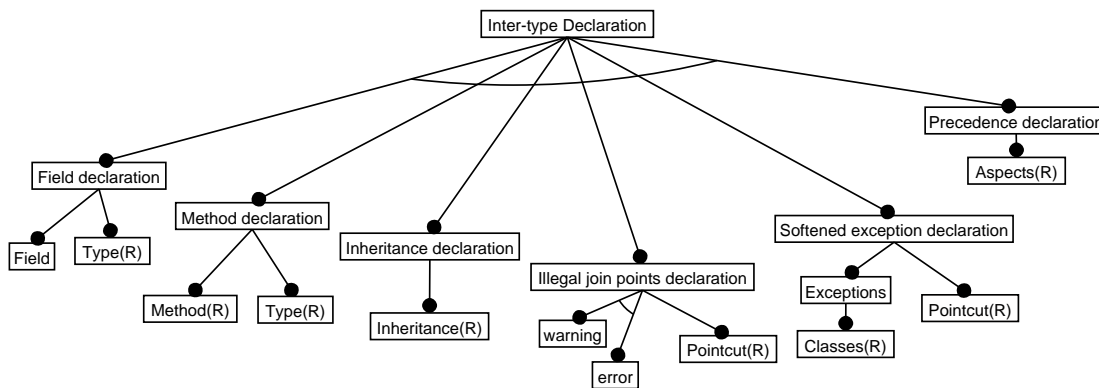 Inter-type Declaration
Precedence declaration
Aspects(R)
Field declaration
Field
Type(R)
Method declaration
Method(R)
Type(R)
Inheritance declaration
Inheritance(R)
Illegal join points declaration
warning
error
Pointcut(R)
Softened exception declaration
Exceptions
Classes(R)
Pointcut(R)